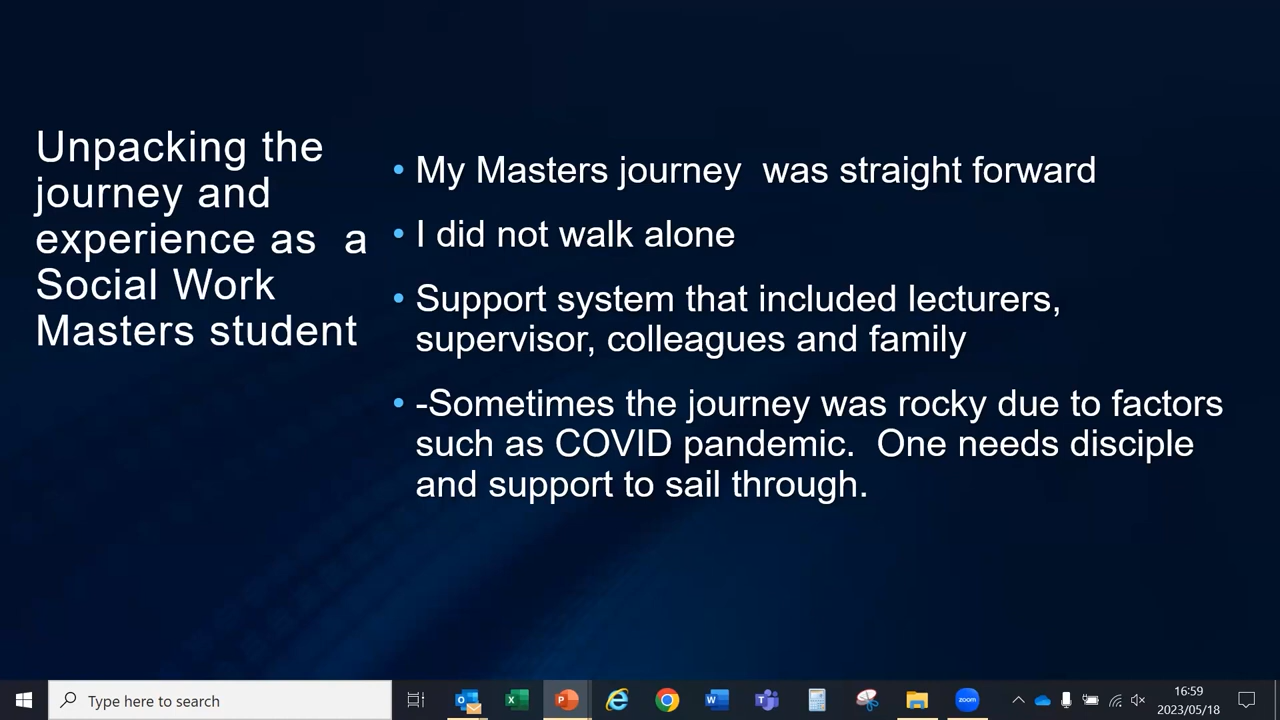 Unpacking the
journey and
experience as  a
Social Work
Masters student
• My Masters journey  was straight forward
• I did not walk alone
• Support system that included lecturers,
supervisor, colleagues and family
• -Sometimes the journey was rocky due to factors
such as COVID pandemic.  One needs disciple
and support to sail through.
Type here to search
zoom
16:59
2023/05/18